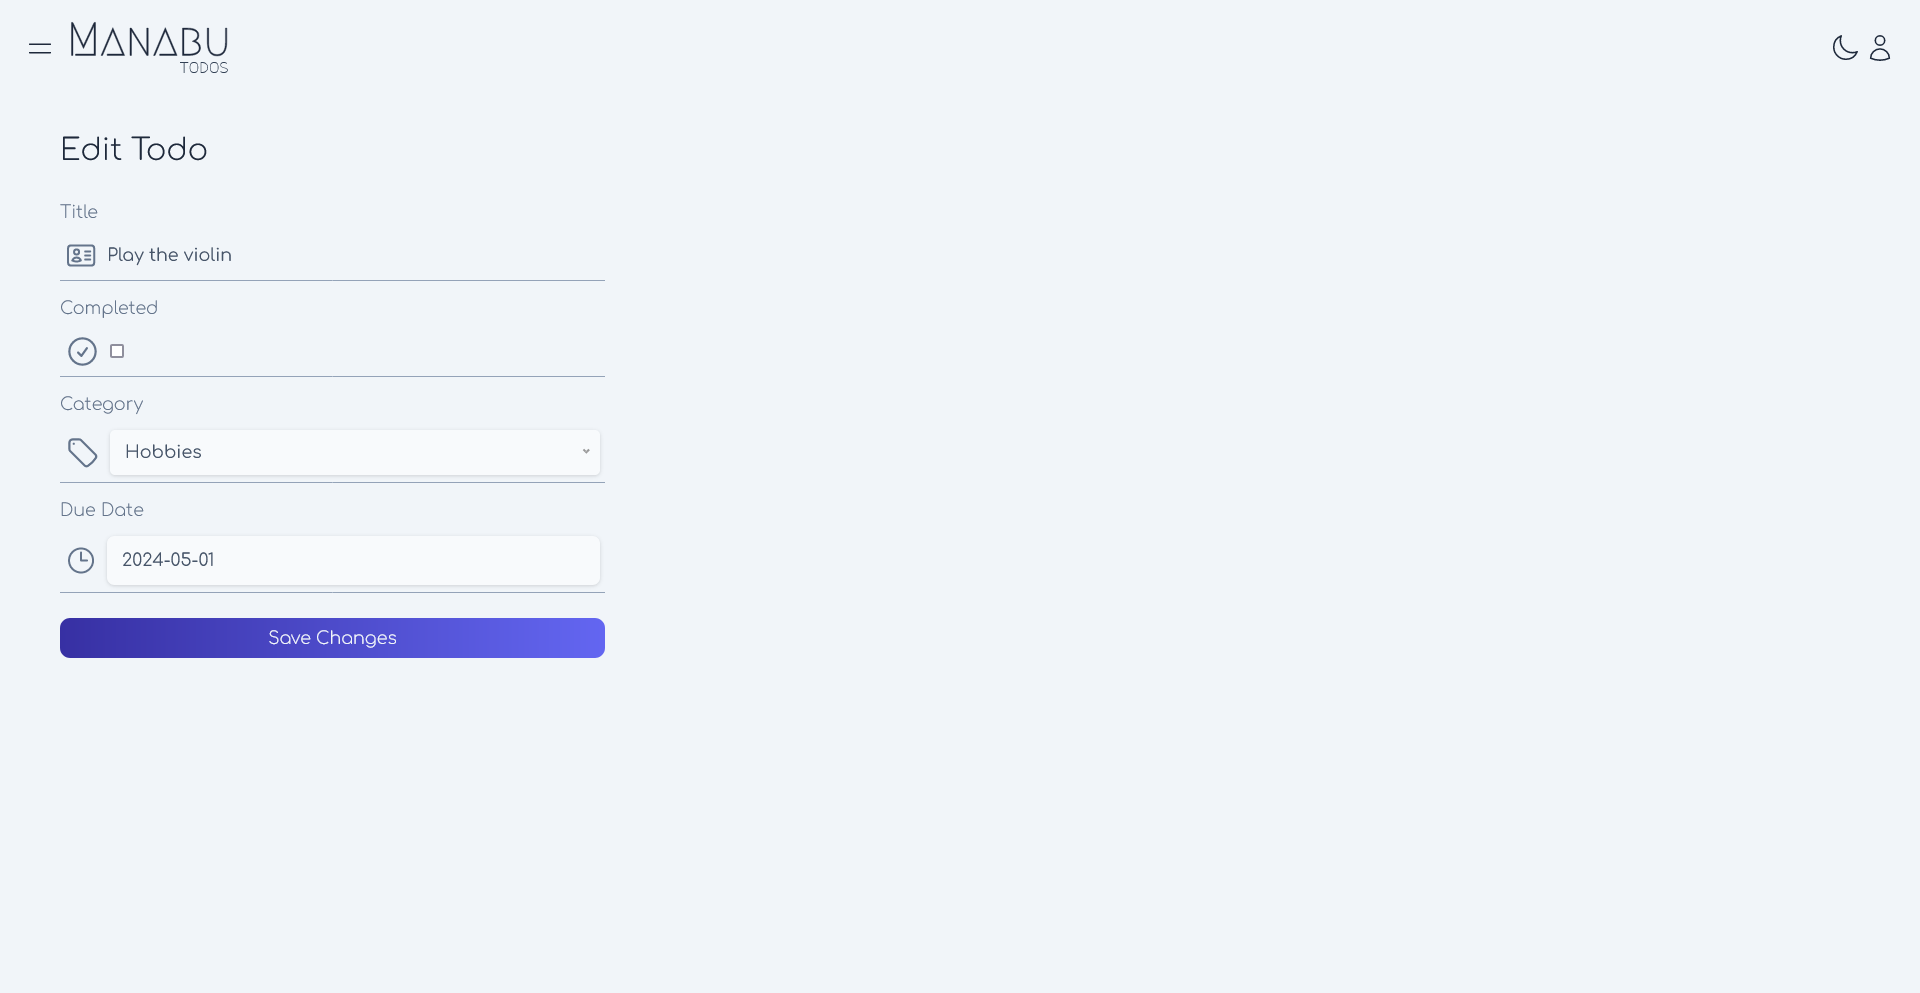 MANABU
TODOS
Edit Todo
Title
Play the violin
Completed
Category
Hobbies
Due Date
2024-05-01
Save Changes